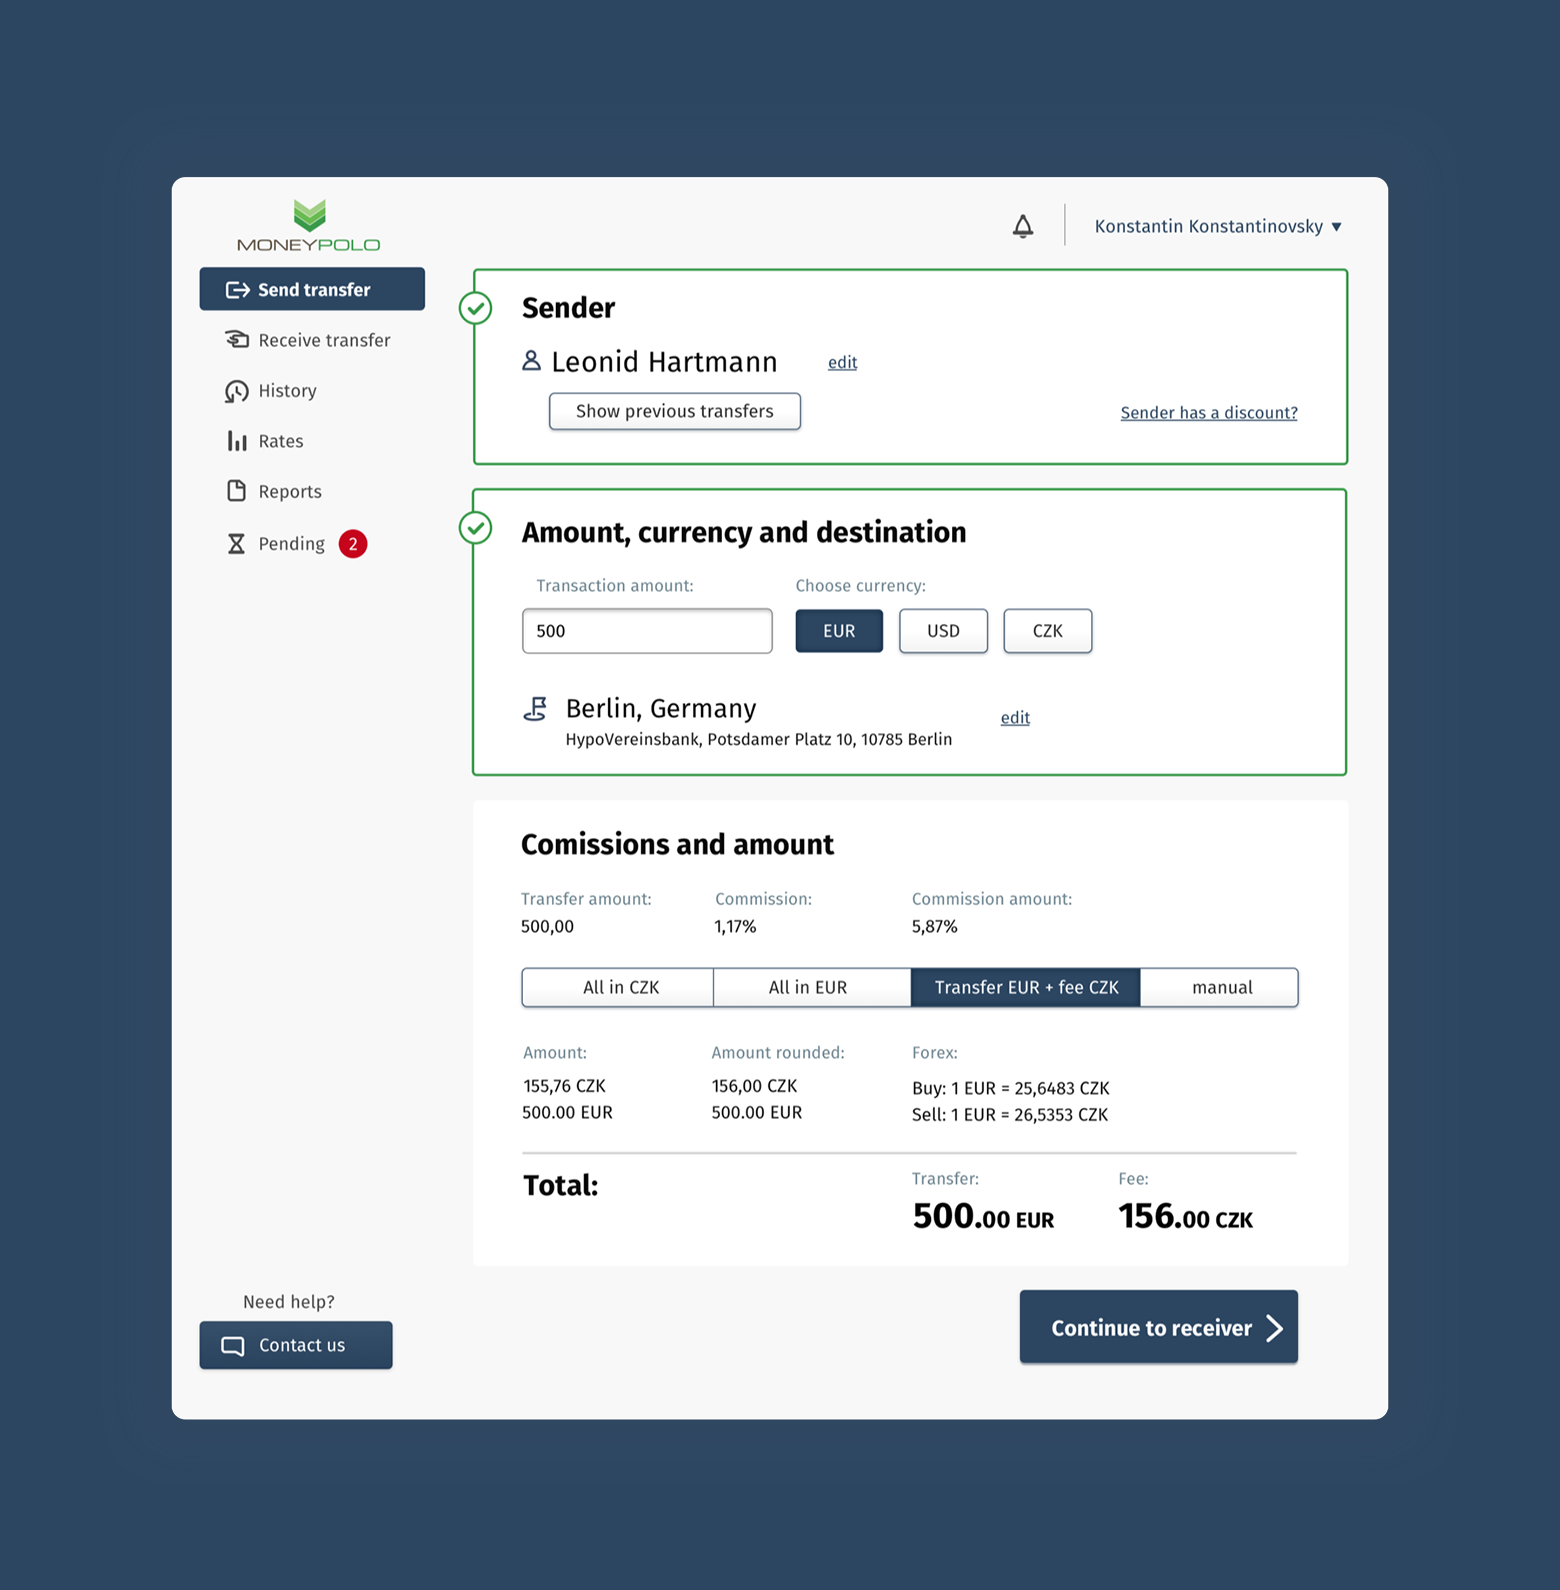 MONEYPOLO
Konstantin Konstantinovsky
Send transfer
Receive transfer
History
Rates
Reports
Pending 2
Sender
Leonid Hartmann edit
Show previous transfers
Sender has a discount?
Amount, currency and destination
Transaction amount: Choose currency:
500 EUR USD CZK
Berlin, Germany
edit
HypoVereinsbank, Potsdamer Platz 10, 10785 Berlin
Comissions and amount
Transfer amount: Commission: Commission amount:
500,00 1,17% 5,87%
All in CZK All in EUR Transfer EUR + fee CZK manual
Amount: Amount rounded: Forex:
155,76 CZK 156,00 CZK Buy: 1 EUR = 25,6483 CZK
500.00 EUR 500.00 EUR Sell: 1 EUR = 26,5353 CZK
Total:
Transfer: Fee:
500.00 EUR 156.00 CZK
Need help?
Contact us
Continue to receiver